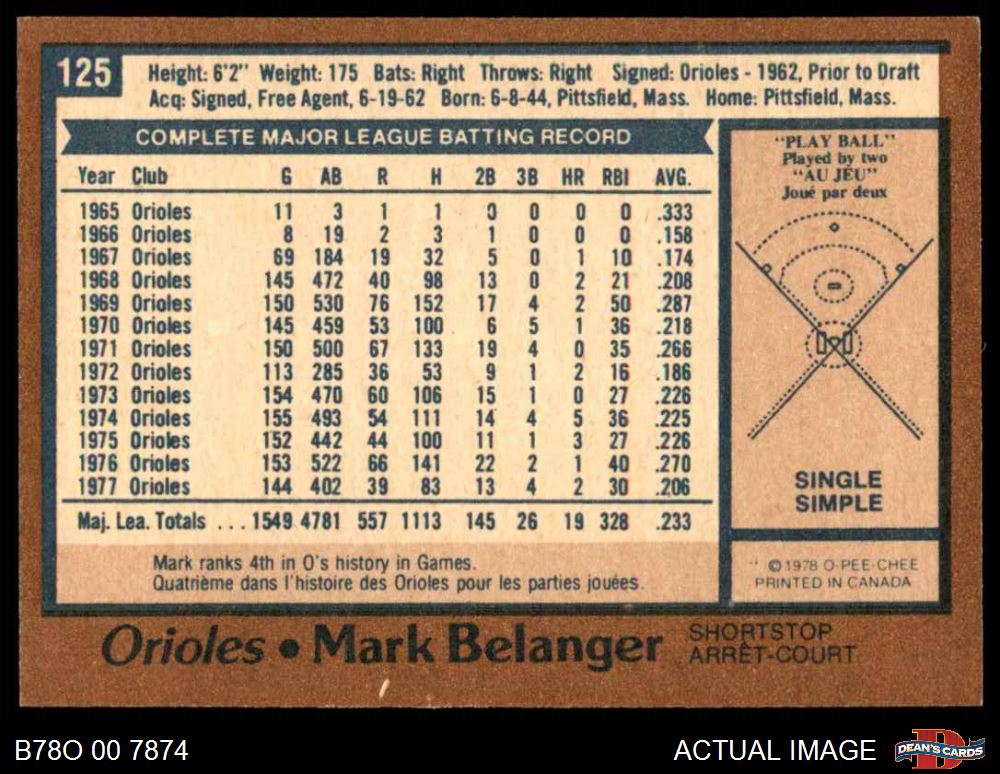 125
Height: 6'2" Weight: 175 Bats: Right Throws: Right Signed: Orioles - 1962, Prior to Draft
Acq: Signed, Free Agent, 6-19-62 Born: 6-8-44, Pittsfield, Mass. Home: Pittsfield, Mass.
COMPLETE MAJOR LEAGUE BATTING RECORD
Year Club G AB R H 2B 3B HR RBI AVG.
1965 Orioles 11 3 1 1 0 0 0 0 .333
1966 Orioles 8 19 2 3 1 0 0 0 .158
1967 Orioles 69 184 19 32 5 0 1 10 .174
1968 Orioles 145 472 40 98 13 0 2 21 .208
1969 Orioles 150 530 76 152 17 4 2 50 .287
1970 Orioles 145 459 53 100 6 5 1 36 .218
1971 Orioles 150 500 67 133 19 4 0 35 .266
1972 Orioles 113 285 36 53 9 1 2 16 .186
1973 Orioles 154 470 60 106 15 1 0 27 .226
1974 Orioles 155 493 54 111 14 4 5 36 .225
1975 Orioles 152 442 44 100 11 1 3 27 .226
1976 Orioles 153 522 66 141 22 2 1 40 .270
1977 Orioles 144 402 39 83 13 4 2 30 .206
Maj. Lea. Totals ... 1549 4781 557 1113 145 26 19 328 .233
Mark ranks 4th in O's history in Games.
Quatrième dans l'histoire des Orioles pour les parties jouées.
"PLAY BALL"
Played by two
"AU JEU"
Joué par deux
SINGLE
SIMPLE
©1978 O-PEE-CHEE
PRINTED IN CANADA
Orioles • Mark Belanger
SHORTSTOP
ARRÊT-COURT
B78O 00 7874
ACTUAL IMAGE
DEAN'S CARDS